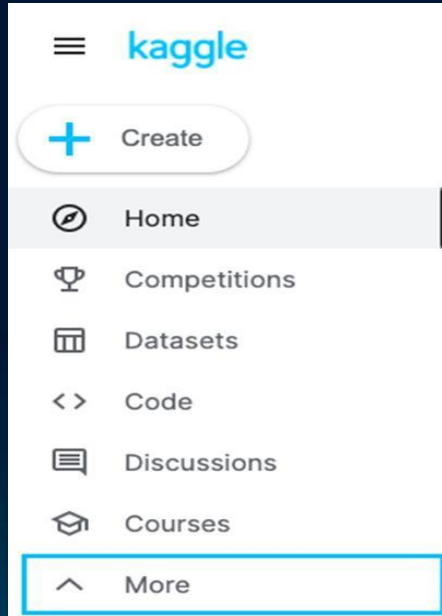 kaggle
Create
Home
Competitions
Datasets
Code
Discussions
Courses
More